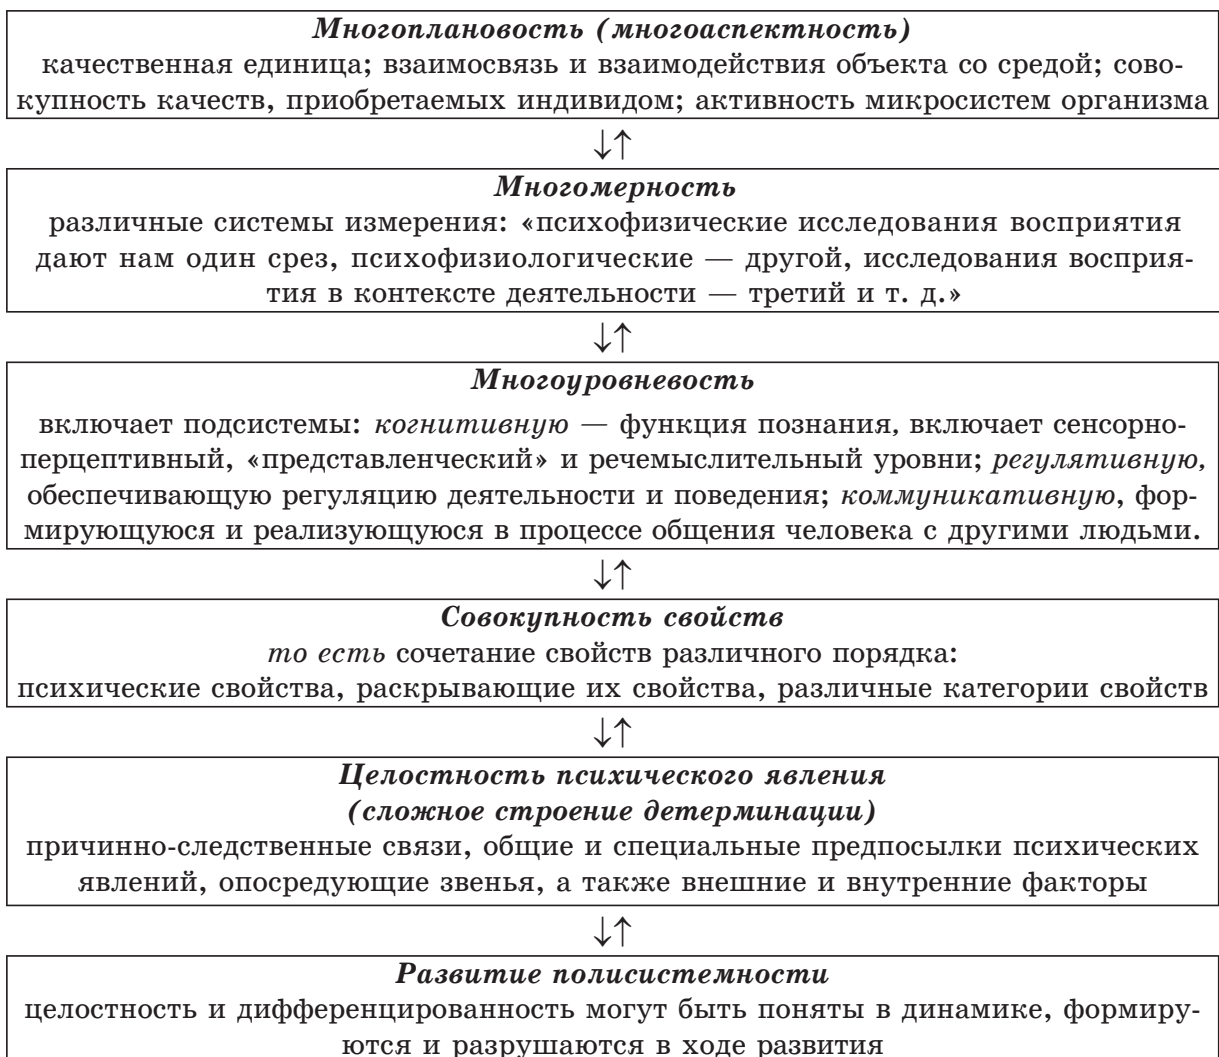 Многоплановость (многоаспектность)
качественная единица; взаимосвязь и взаимодействия объекта со средой; сово-
купность качеств, приобретаемых индивидом; активность микросистем организма
↓↑
Многомерность
различные системы измерения: «психофизические исследования восприятия
дают нам один срез, психофизиологические — другой, исследования восприя-
тия в контексте деятельности — третий и т. д.»
↓↑
Многоуровневость
включает подсистемы: когнитивную — функция познания, включает сенсорно-
перцептивный, «представленческий» и речемыслительный уровни; регулятивную,
обеспечивающую регуляцию деятельности и поведения; коммуникативную, фор-
мирующуюся и реализующуюся в процессе общения человека с другими людьми.
↓↑
Совокупность свойств
то есть сочетание свойств различного порядка:
психические свойства, раскрывающие их свойства, различные категории свойств
↓↑
Целостность психического явления
(сложное строение детерминации)
причинно-следственные связи, общие и специальные предпосылки психических
явлений, опосредующие звенья, а также внешние и внутренние факторы
↓↑
Развитие полисистемности
целостность и дифференцированность могут быть поняты в динамике, формиру-
ются и разрушаются в ходе развития